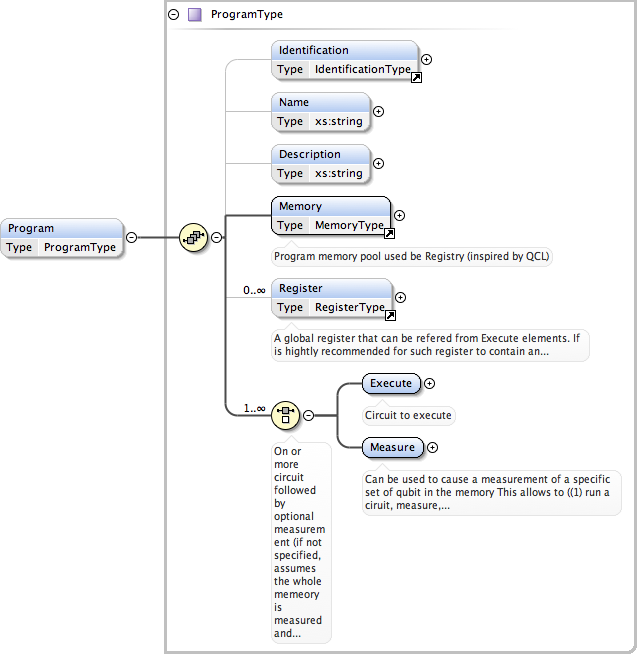 ProgramType
Identification
Type IdentificationType
Name
Type xs:string
Description
Type xs:string
Memory
Type MemoryType
Program memory pool used be Registry (inspired by QCL)
Program
Type ProgramType
0..∞
Register
Type RegisterType
A global register that can be refered from Execute elements. If
is hightly recommended for such register to contain an...
1..∞
Execute
Circuit to execute
Measure
Can be used to cause a measurement of a specific
set of qubit in the memory This allows to ((1) run a
ciruit, measure,...
On or
more
circuit
followed
by
optional
measurem
ent (if not
specified,
assumes
the whole
memeory
is
measured
and...